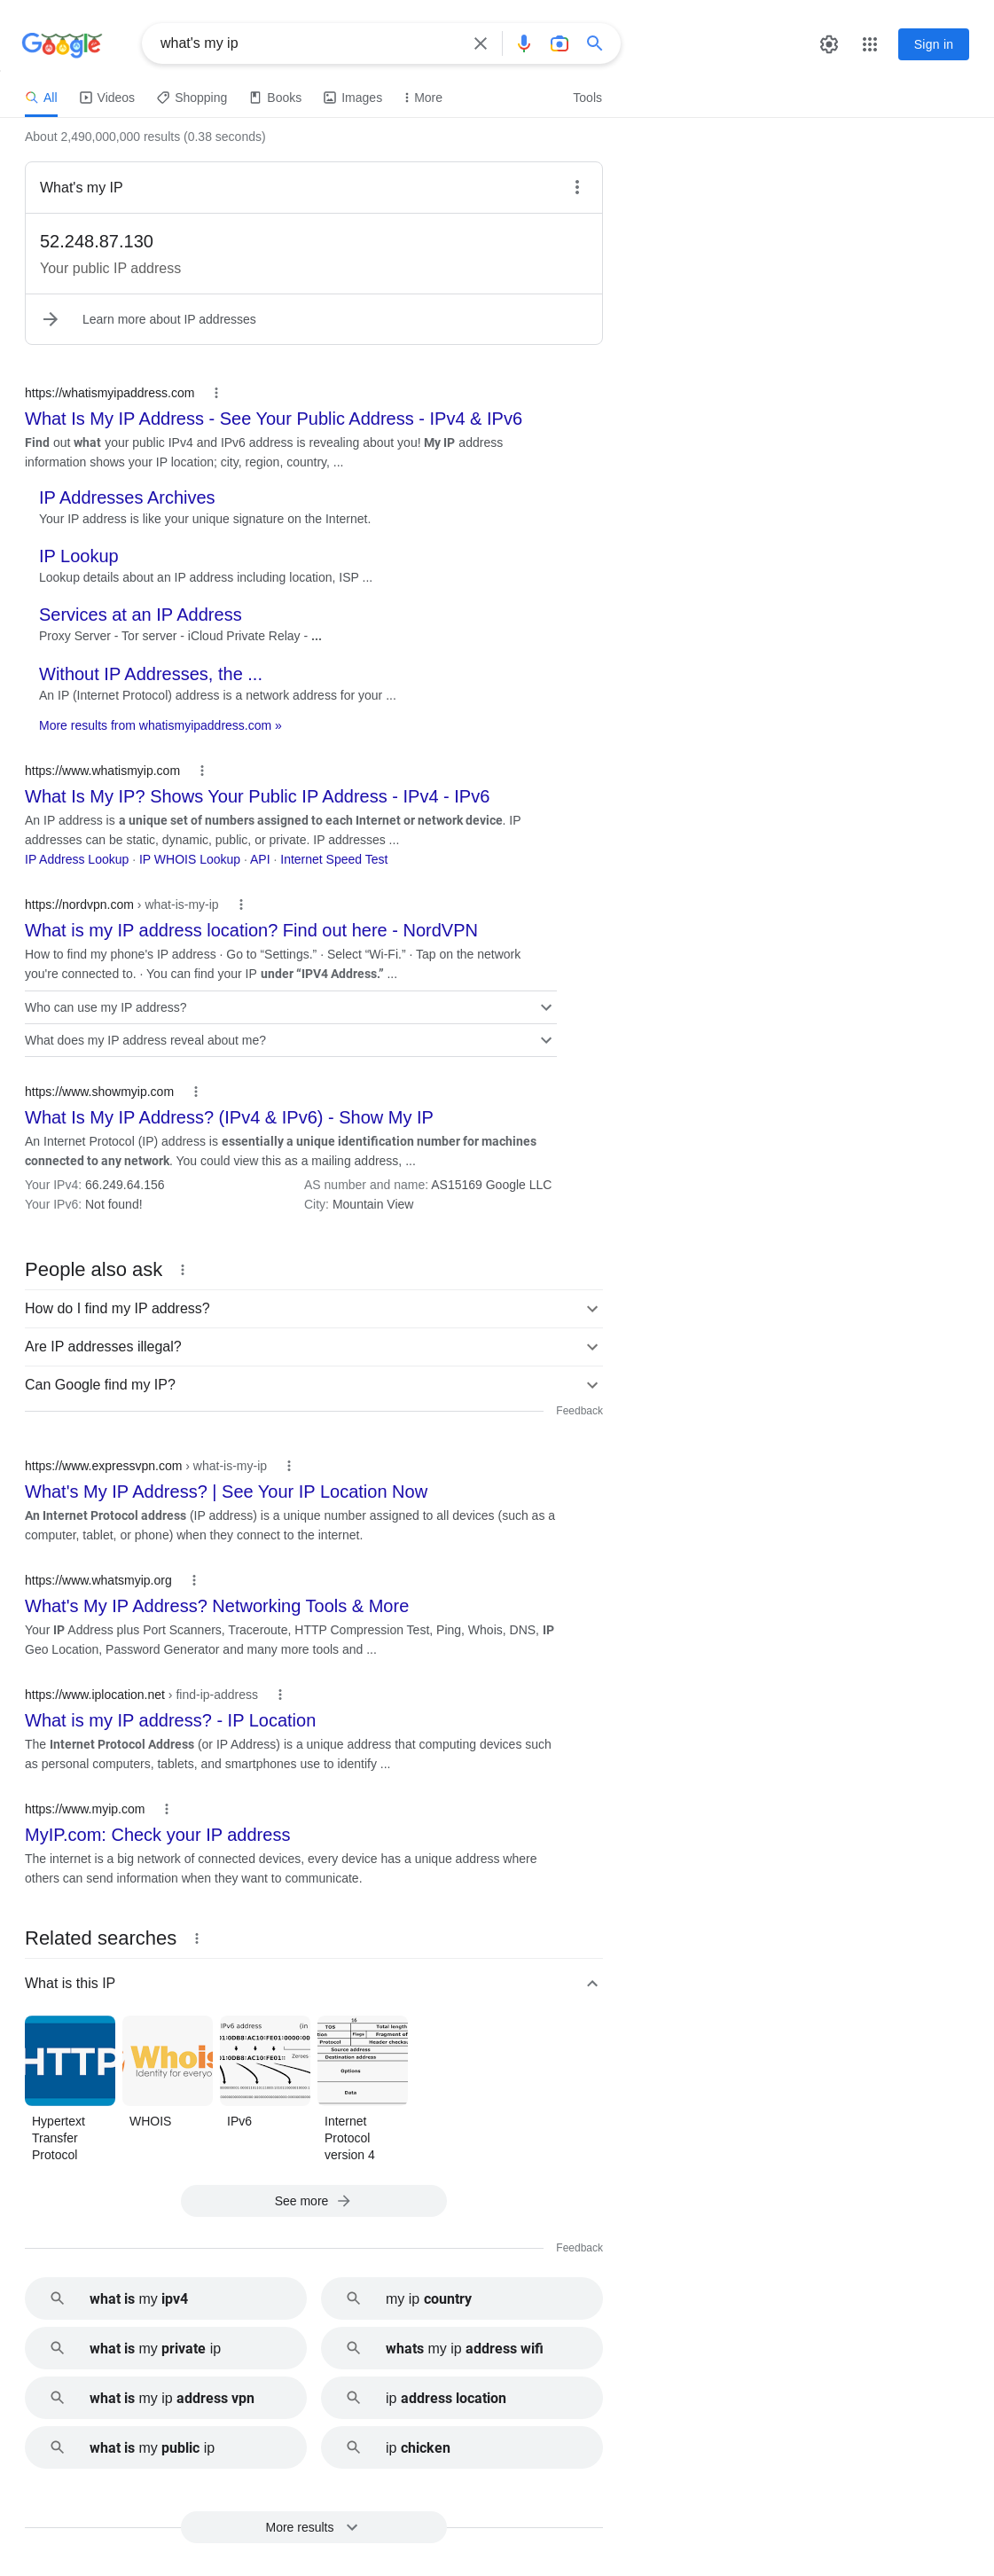 Google
what's my ip
Sign in
All
Videos
Shopping
Books
Images
More
Tools
About 2,490,000,000 results (0.38 seconds)
What's my IP
52.248.87.130
Your public IP address
Learn more about IP addresses
https://whatismyipaddress.com
What Is My IP Address - See Your Public Address - IPv4 & IPv6
Find out what your public IPv4 and IPv6 address is revealing about you! My IP address
information shows your IP location; city, region, country, ...
IP Addresses Archives
Your IP address is like your unique signature on the Internet.
IP Lookup
Lookup details about an IP address including location, ISP ...
Services at an IP Address
Proxy Server - Tor server - iCloud Private Relay - ...
Without IP Addresses, the ...
An IP (Internet Protocol) address is a network address for your ...
More results from whatismyipaddress.com »
https://www.whatismyip.com
What Is My IP? Shows Your Public IP Address - IPv4 - IPv6
An IP address is a unique set of numbers assigned to each Internet or network device. IP
addresses can be static, dynamic, public, or private. IP addresses ...
IP Address Lookup · IP WHOIS Lookup · API · Internet Speed Test
https://nordvpn.com › what-is-my-ip
What is my IP address location? Find out here - NordVPN
How to find my phone's IP address · Go to “Settings.” · Select “Wi-Fi.” · Tap on the network
you're connected to. · You can find your IP under “IPV4 Address.” ...
Who can use my IP address?
What does my IP address reveal about me?
https://www.showmyip.com
What Is My IP Address? (IPv4 & IPv6) - Show My IP
An Internet Protocol (IP) address is essentially a unique identification number for machines
connected to any network. You could view this as a mailing address, ...
Your IPv4: 66.249.64.156
AS number and name: AS15169 Google LLC
Your IPv6: Not found!
City: Mountain View
People also ask
How do I find my IP address?
Are IP addresses illegal?
Can Google find my IP?
Feedback
https://www.expressvpn.com › what-is-my-ip
What's My IP Address? | See Your IP Location Now
An Internet Protocol address (IP address) is a unique number assigned to all devices (such as a
computer, tablet, or phone) when they connect to the internet.
https://www.whatsmyip.org
What's My IP Address? Networking Tools & More
Your IP Address plus Port Scanners, Traceroute, HTTP Compression Test, Ping, Whois, DNS, IP
Geo Location, Password Generator and many more tools and ...
https://www.iplocation.net › find-ip-address
What is my IP address? - IP Location
The Internet Protocol Address (or IP Address) is a unique address that computing devices such
as personal computers, tablets, and smartphones use to identify ...
https://www.myip.com
MyIP.com: Check your IP address
The internet is a big network of connected devices, every device has a unique address where
others can send information when they want to communicate.
Related searches
What is this IP
HTTP
Whois
Identity for everyo
IPv6 address (in
Zeroes
16
TOS
Flags
Fragment of
Protocol
Header checksu
Source address
Destination address
Options
Data
Hypertext
Transfer
Protocol
WHOIS
IPv6
Internet
Protocol
version 4
See more
Feedback
what is my ipv4
my ip country
what is my private ip
whats my ip address wifi
what is my ip address vpn
ip address location
what is my public ip
ip chicken
More results